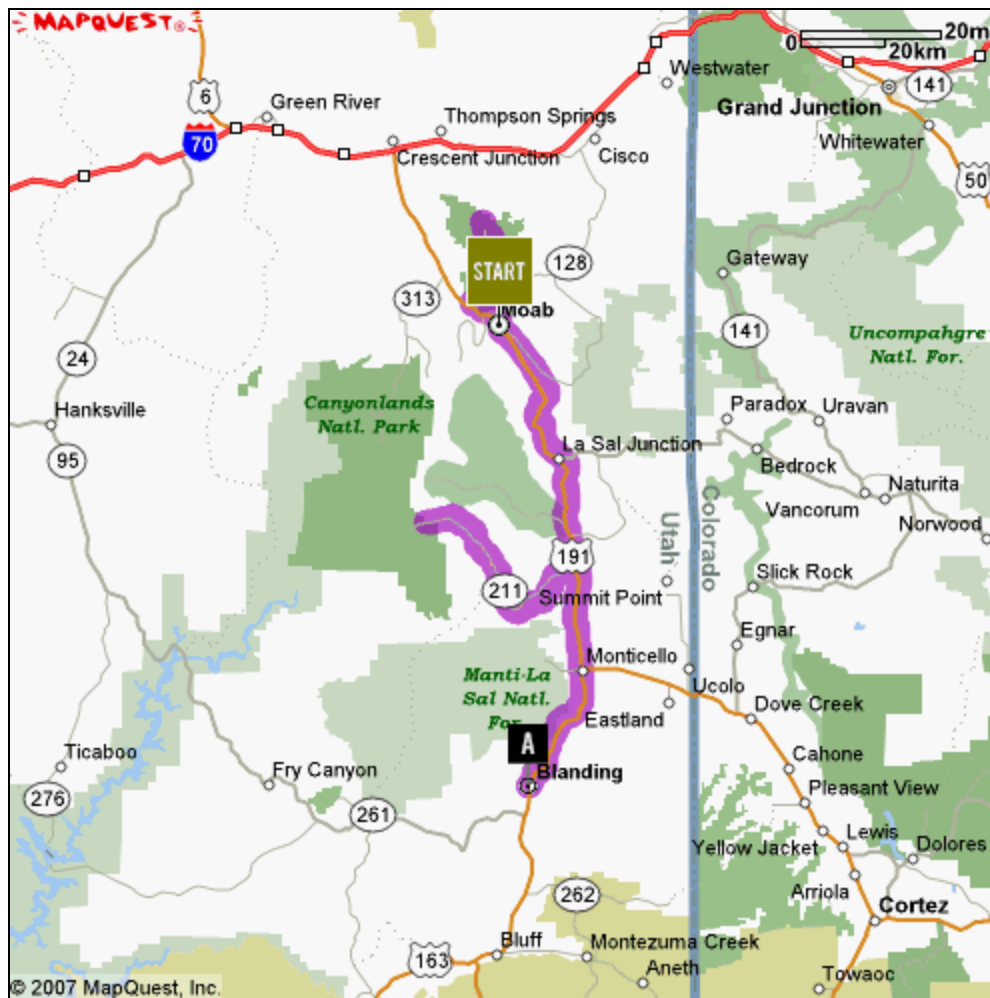 MAPQUEST®
0
20m
20km
Westwater
141
6
Green River
Grand Junction
Thompson Springs
70
Whitewater
Crescent Junction
Cisco
50
START
128
Gateway
313
Moab
141
Uncompahgre
Natl. For.
24
Canyonlands
Natl. Park
Hanksville
Paradox
Uravan
La Sal Junction
Bedrock
95
Naturita
Vancorum
Norwood
Utah
Colorado
191
Slick Rock
211
Summit Point
Egnar
Monticello
Manti-La
Sal Natl.
For.
Ucolo
Eastland
Dove Creek
A
Ticaboo
Cahone
Fry Canyon
Blanding
Pleasant View
276
261
Lewis
Dolores
Yellow Jacket
Arriola
262
Cortez
Bluff
Montezuma Creek
163
Aneth
Towaoc
© 2007 MapQuest, Inc.